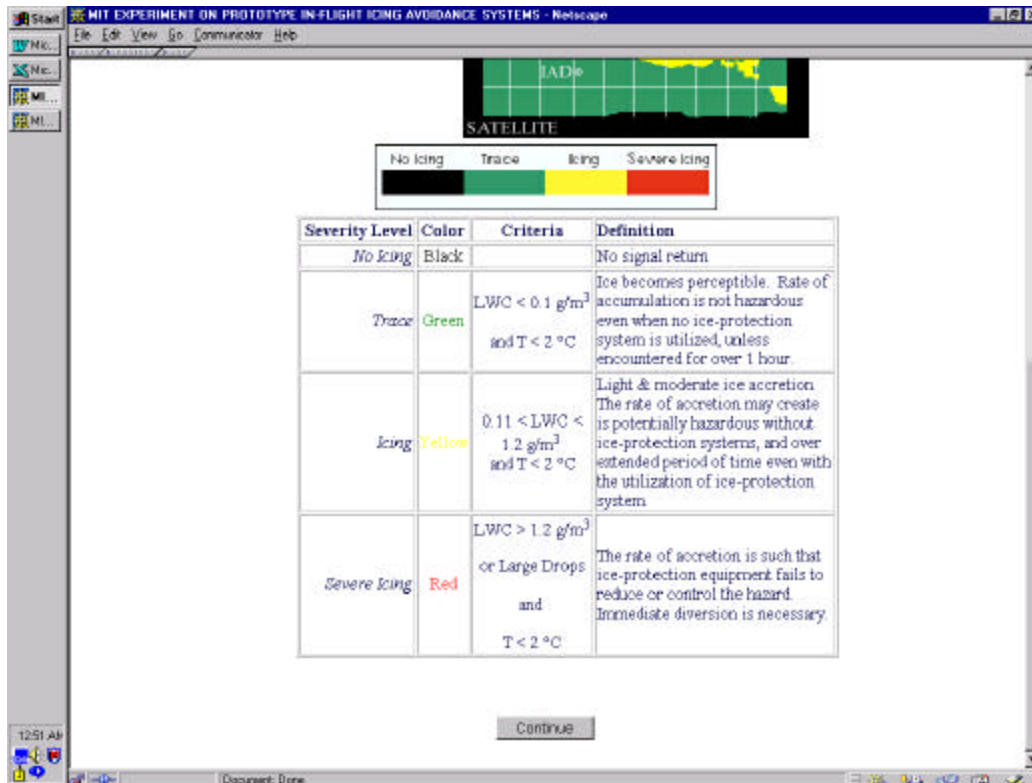 Start
MIT EXPERIMENT ON PROTOTYPE IN-FLIGHT ICING AVOIDANCE SYSTEMS - Netscape
File Edit View Go Communicator Help
Mic...
Mic...
MI...
MI...
IAD
SATELLITE
No Icing Trace Icing Severe Icing
Severity Level Color Criteria Definition
No Icing Black No signal return
Trace Green
LWC < 0.1 g/m³
and T < 2 °C
Ice becomes perceptible. Rate of
accumulation is not hazardous
even when no ice-protection
system is utilized, unless
encountered for over 1 hour.
Icing Yellow
0.11 < LWC <
1.2 g/m³
and T < 2 °C
Light & moderate ice accretion
The rate of accretion may create
is potentially hazardous without
ice-protection systems, and over
extended period of time even with
the utilization of ice-protection
system
Severe Icing Red
LWC > 1.2 g/m³
or Large Drops
and
T < 2 °C
The rate of accretion is such that
ice-protection equipment fails to
reduce or control the hazard.
Immediate diversion is necessary.
Continue
12:51 AM
Document: Done